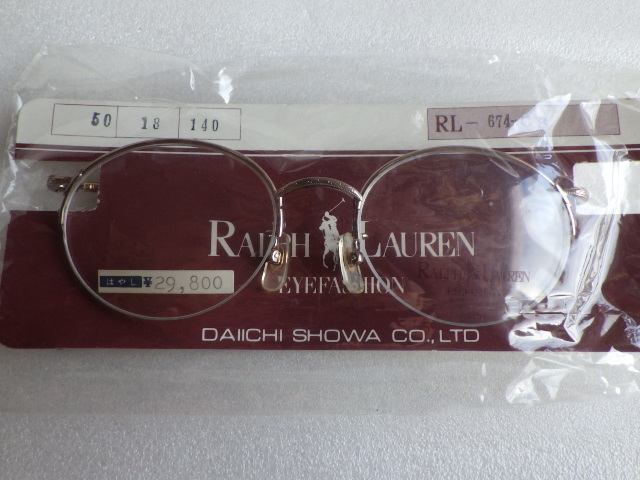 50 18 140
RL- 674-
RALPH LAUREN
EYEFASHION
はやし ¥29,800
RALPH LAUREN
DAIICHI SHOWA CO.,LTD